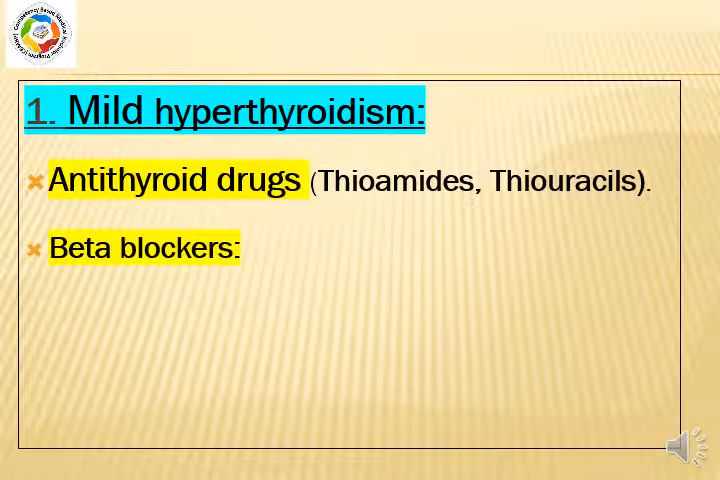 1. Mild hyperthyroidism:
Antithyroid drugs (Thioamides, Thiouracils).
Beta blockers: